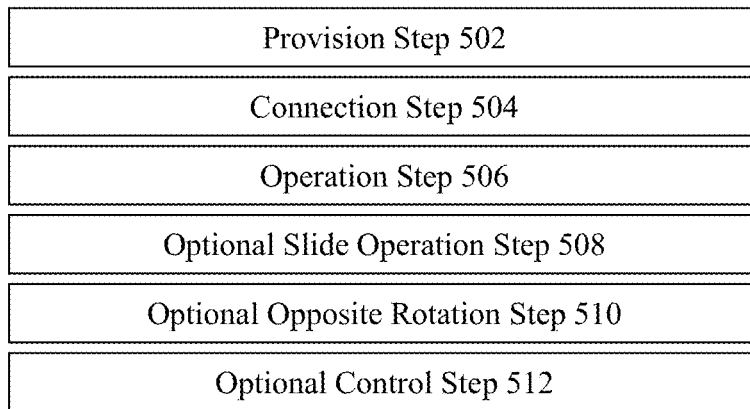 Provision Step 502
Connection Step 504
Operation Step 506
Optional Slide Operation Step 508
Optional Opposite Rotation Step 510
Optional Control Step 512